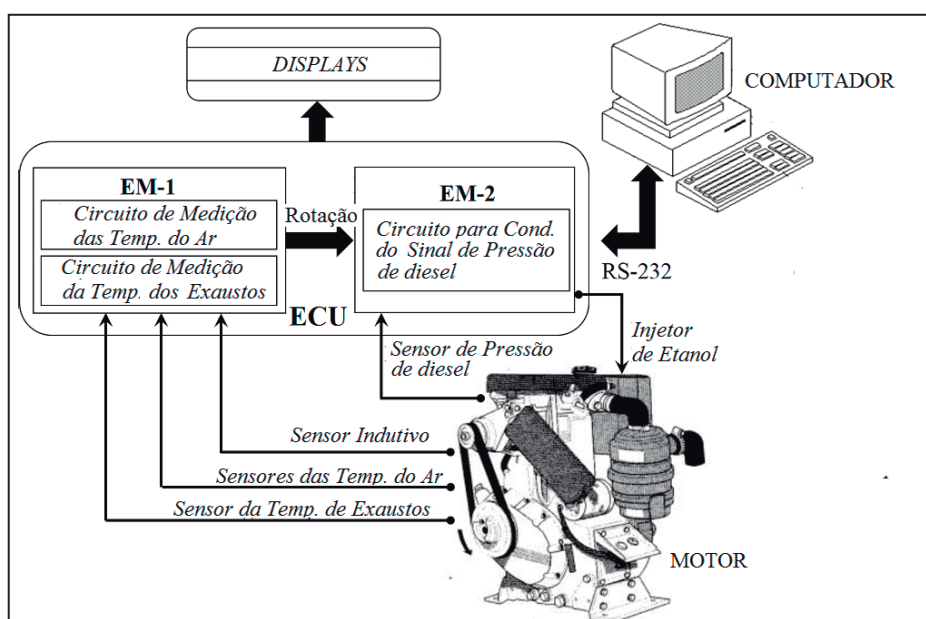 DISPLAYS
COMPUTADOR
EM-1
Circuito de Medição
das Temp. do Ar
Circuito de Medição
da Temp. dos Exaustos
Rotação
EM-2
Circuito para Cond.
do Sinal de Pressão
de diesel
RS-232
ECU
Sensor de Pressão
de diesel
Injetor
de Etanol
Sensor Indutivo
Sensores das Temp. do Ar
Sensor da Temp. de Exaustos
MOTOR